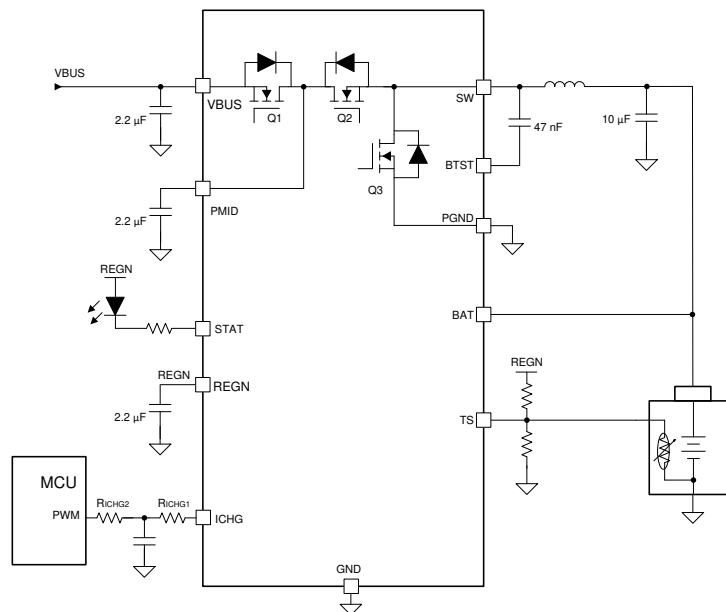 VBUS
VBUS
2.2 µF
Q1
Q2
SW
10 µF
47 nF
BTST
Q3
2.2 µF
PMID
PGND
REGN
STAT
BAT
REGN
REGN
REGN
2.2 µF
TS
MCU
PWM
RICHG2
RICHG1
ICHG
GND